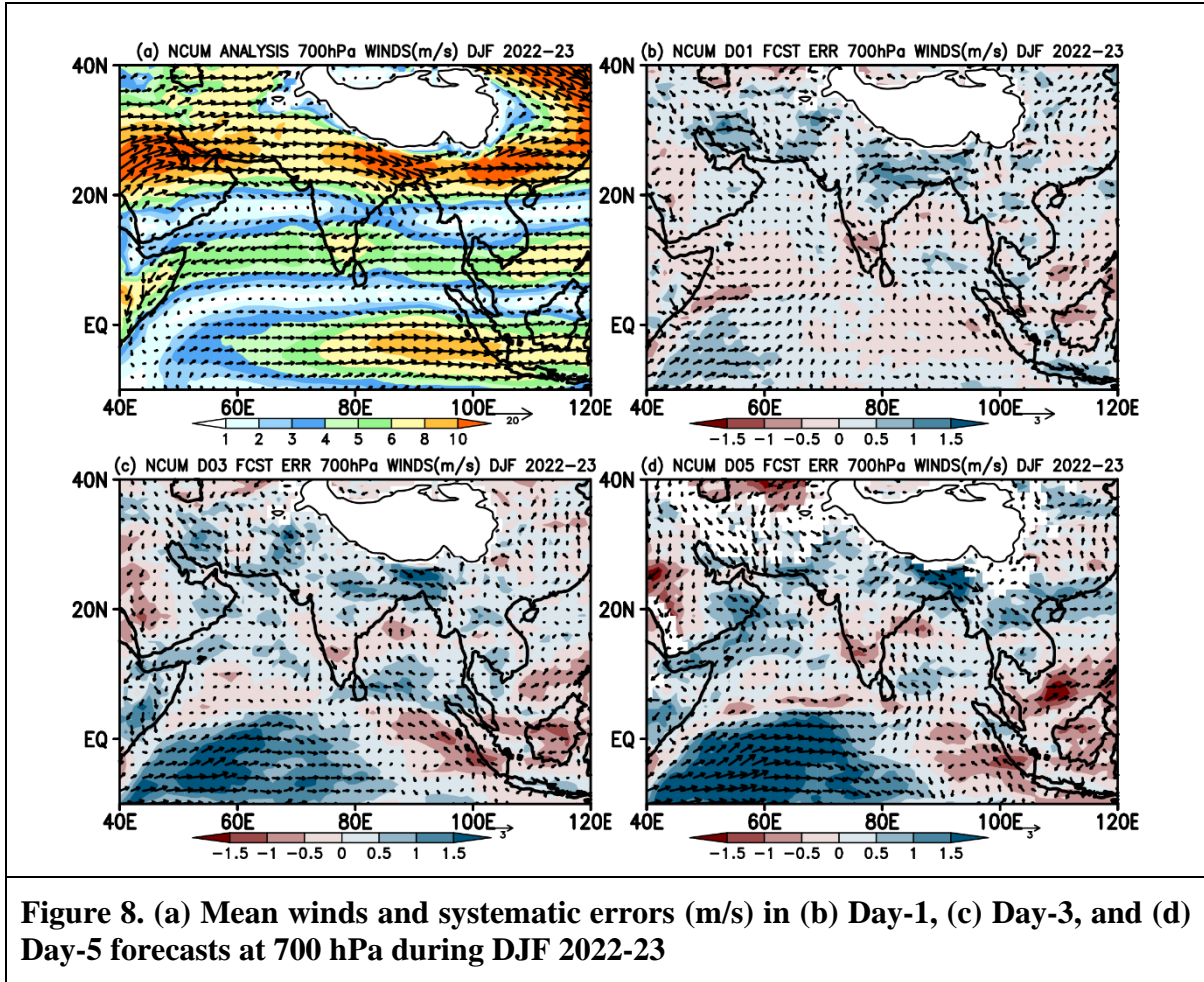 (a) NCUM ANALYSIS 700hPa WINDS(m/s) DJF 2022-23
(b) NCUM D01 FCST ERR 700hPa WINDS(m/s) DJF 2022-23
40N
20N
EQ
40E 60E 80E 100E 120E
20
1 2 3 4 5 6 8 10
40N
20N
EQ
40E 60E 80E 100E 120E
3
−1.5 −1 −0.5 0 0.5 1 1.5
(c) NCUM D03 FCST ERR 700hPa WINDS(m/s) DJF 2022-23
(d) NCUM D05 FCST ERR 700hPa WINDS(m/s) DJF 2022-23
40N
20N
EQ
40E 60E 80E 100E 120E
3
−1.5 −1 −0.5 0 0.5 1 1.5
40N
20N
EQ
40E 60E 80E 100E 120E
3
−1.5 −1 −0.5 0 0.5 1 1.5
Figure 8. (a) Mean winds and systematic errors (m/s) in (b) Day-1, (c) Day-3, and (d)
Day-5 forecasts at 700 hPa during DJF 2022-23